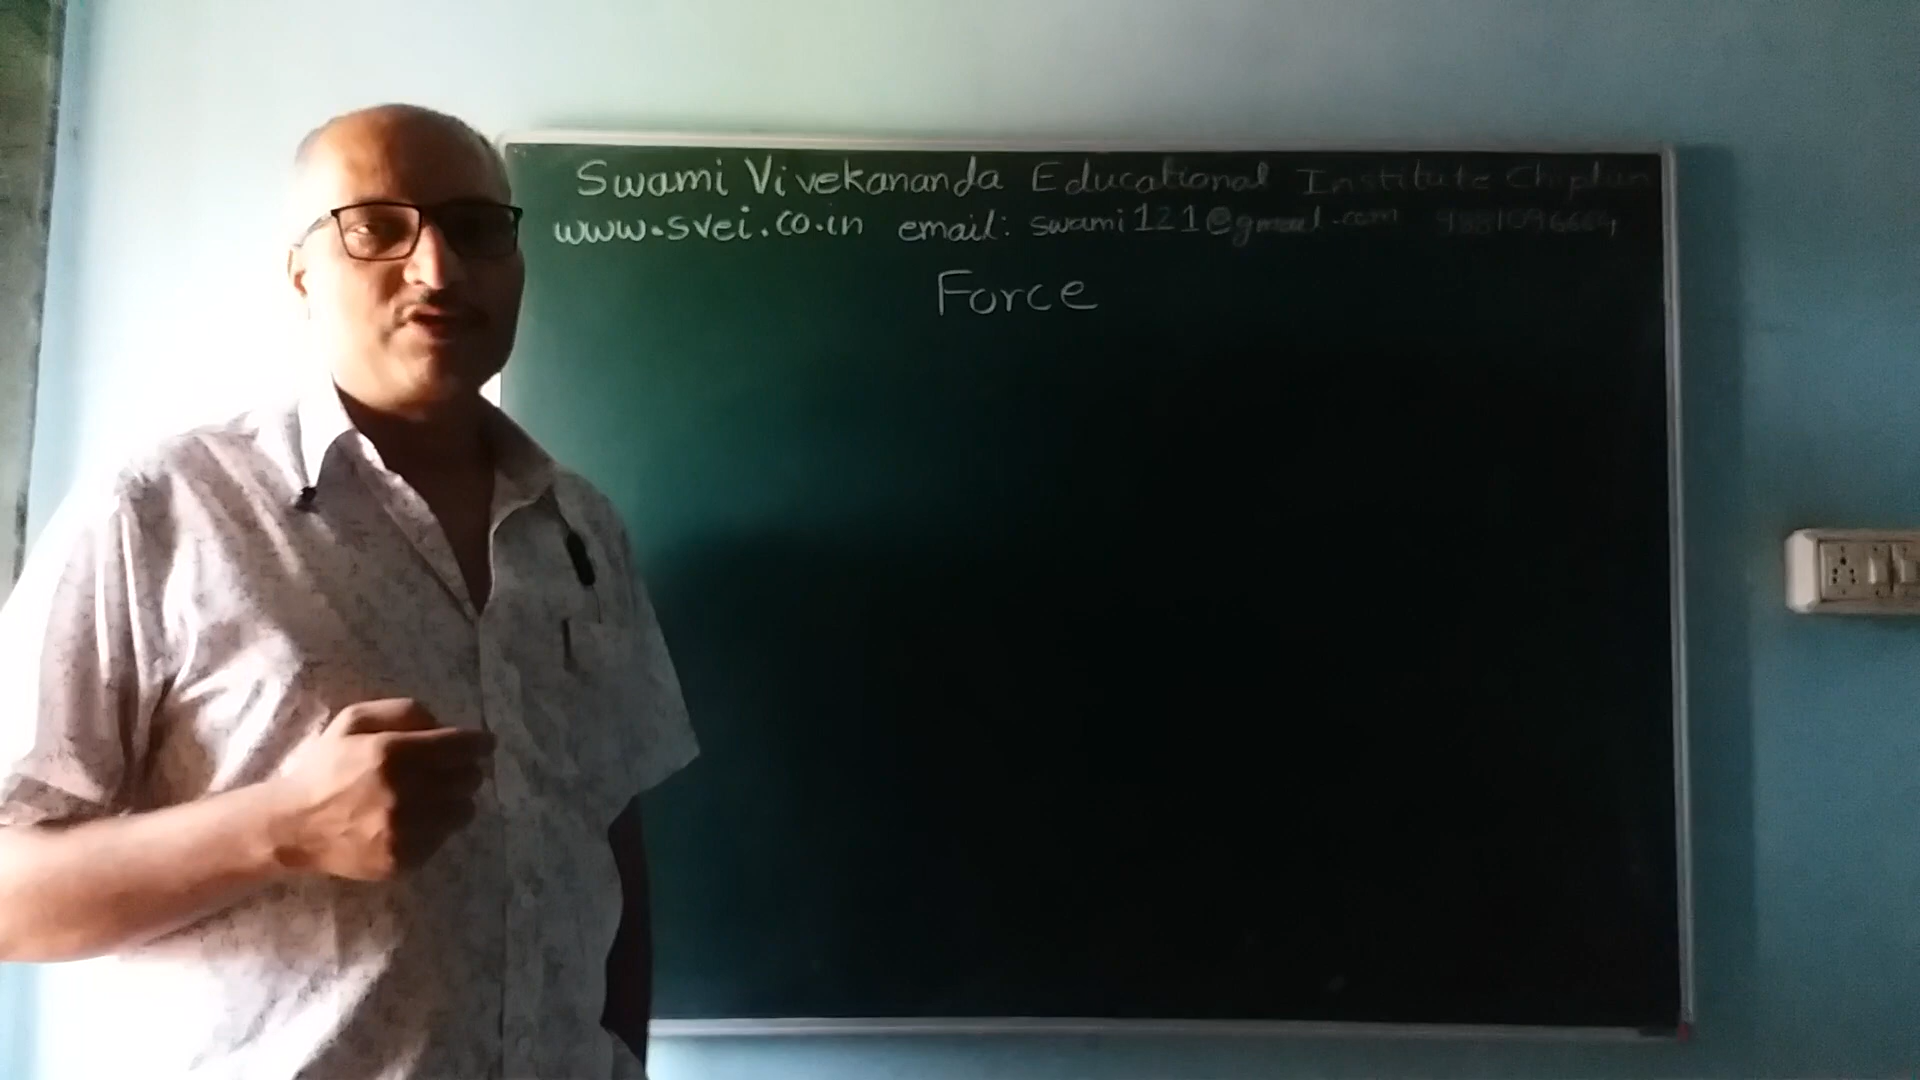 Swami Vivekananda Educational Institute Chiplun
www.svei.co.in email: swami121@gmail.com
Force